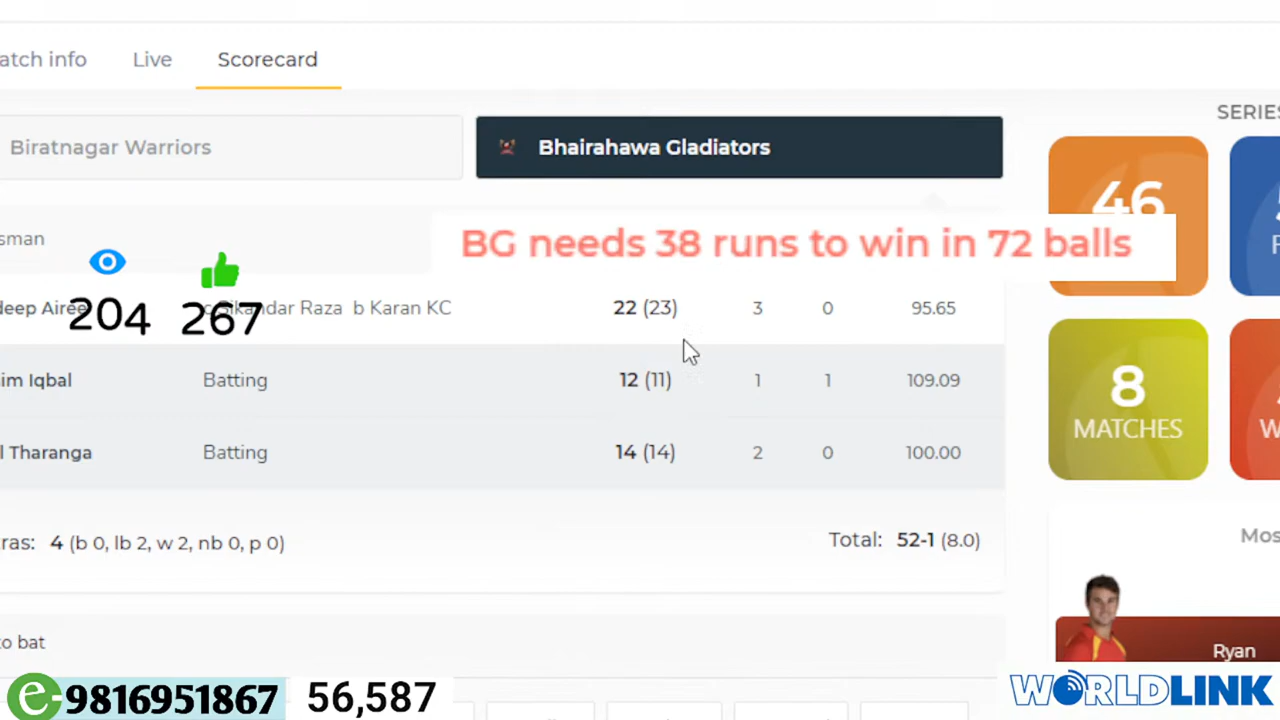 atch info Live Scorecard
SERIES
Biratnagar Warriors Bhairahawa Gladiators
46
sman
BG needs 38 runs to win in 72 balls
204 267
deep Airee c Sikandar Raza b Karan KC 22 (23) 3 0 95.65
im Iqbal Batting 12 (11) 1 1 109.09
8
MATCHES
W
l Tharanga Batting 14 (14) 2 0 100.00
ras: 4 (b 0, lb 2, w 2, nb 0, p 0) Total: 52-1 (8.0)
Mos
to bat
Ryan
e-9816951867 56,587 WORLDLINK